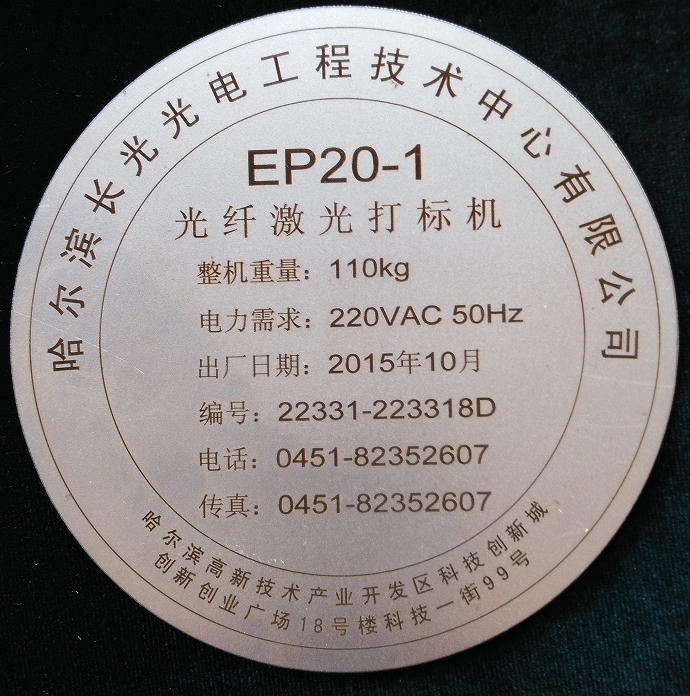 哈尔滨长光光电工程技术中心有限公司
EP20-1
光纤激光打标机
整机重量：110kg
电力需求：220VAC 50Hz
出厂日期：2015年10月
编号：22331-223318D
电话：0451-82352607
传真：0451-82352607
哈尔滨高新技术产业开发区科技创新城
创新创业广场18号楼科技一街99号